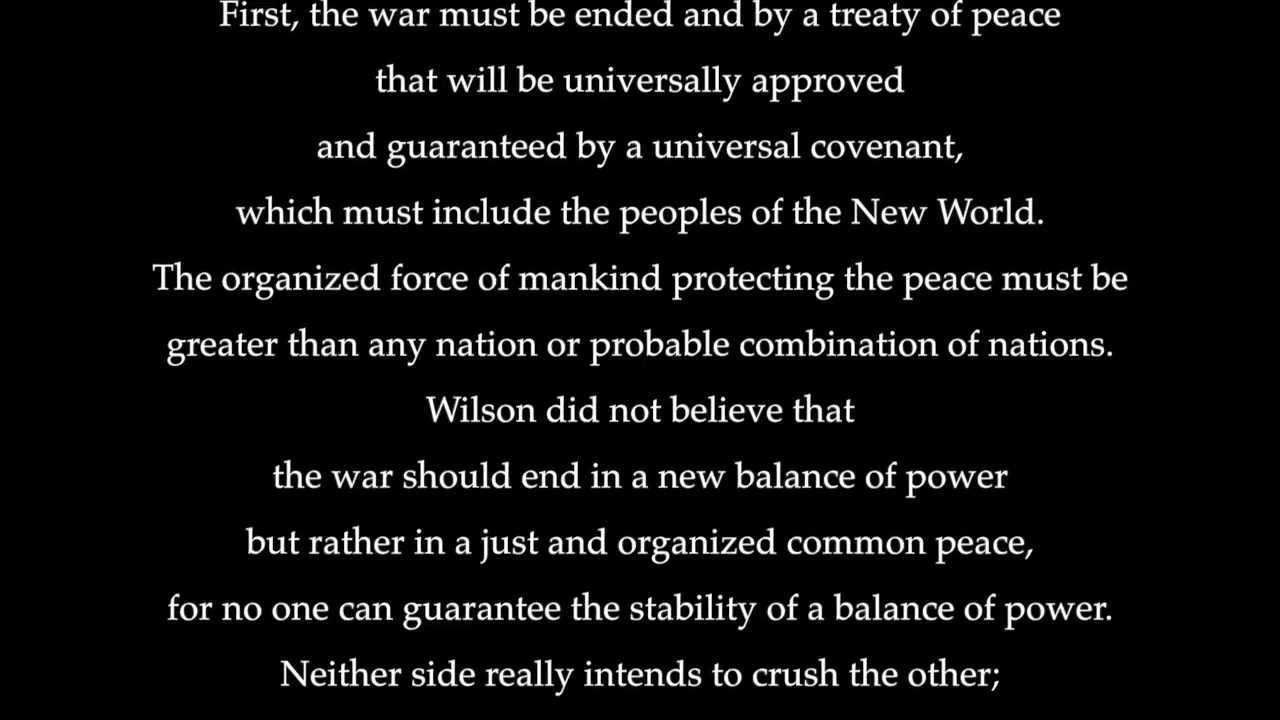 First, the war must be ended and by a treaty of peace
that will be universally approved
and guaranteed by a universal covenant,
which must include the peoples of the New World.
The organized force of mankind protecting the peace must be
greater than any nation or probable combination of nations.
Wilson did not believe that
the war should end in a new balance of power
but rather in a just and organized common peace,
for no one can guarantee the stability of a balance of power.
Neither side really intends to crush the other;